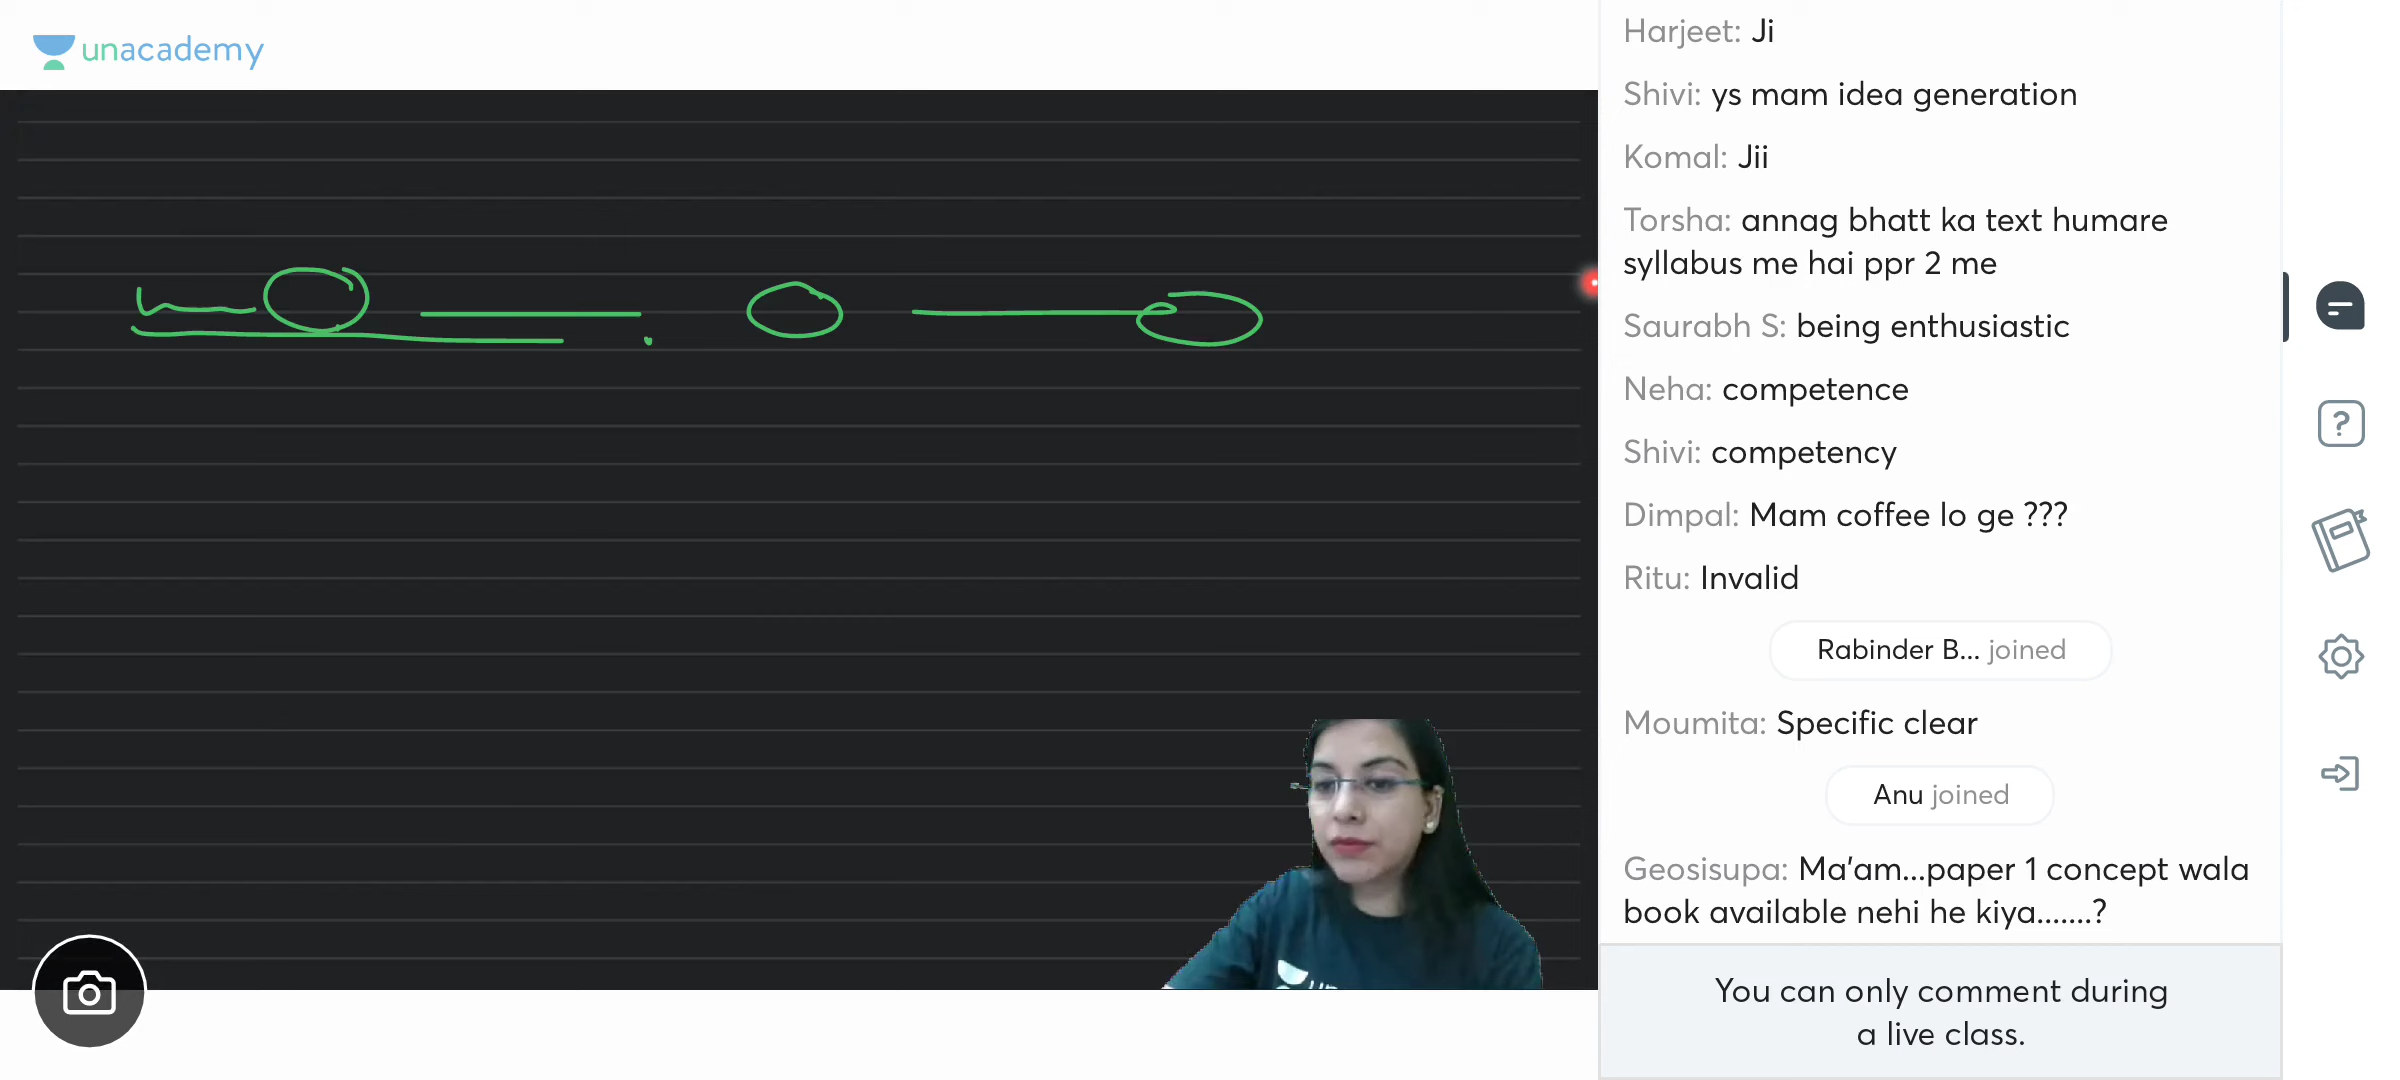 unacademy
Harjeet: Ji
Shivi: ys mam idea generation
Komal: Jii
Torsha: annag bhatt ka text humare
syllabus me hai ppr 2 me
Saurabh S: being enthusiastic
Neha: competence
Shivi: competency
Dimpal: Mam coffee lo ge ???
Ritu: Invalid
Rabinder B... joined
Moumita: Specific clear
Anu joined
Geosisupa: Ma'am...paper 1 concept wala
book available nehi he kiya.......?
You can only comment during
a live class.